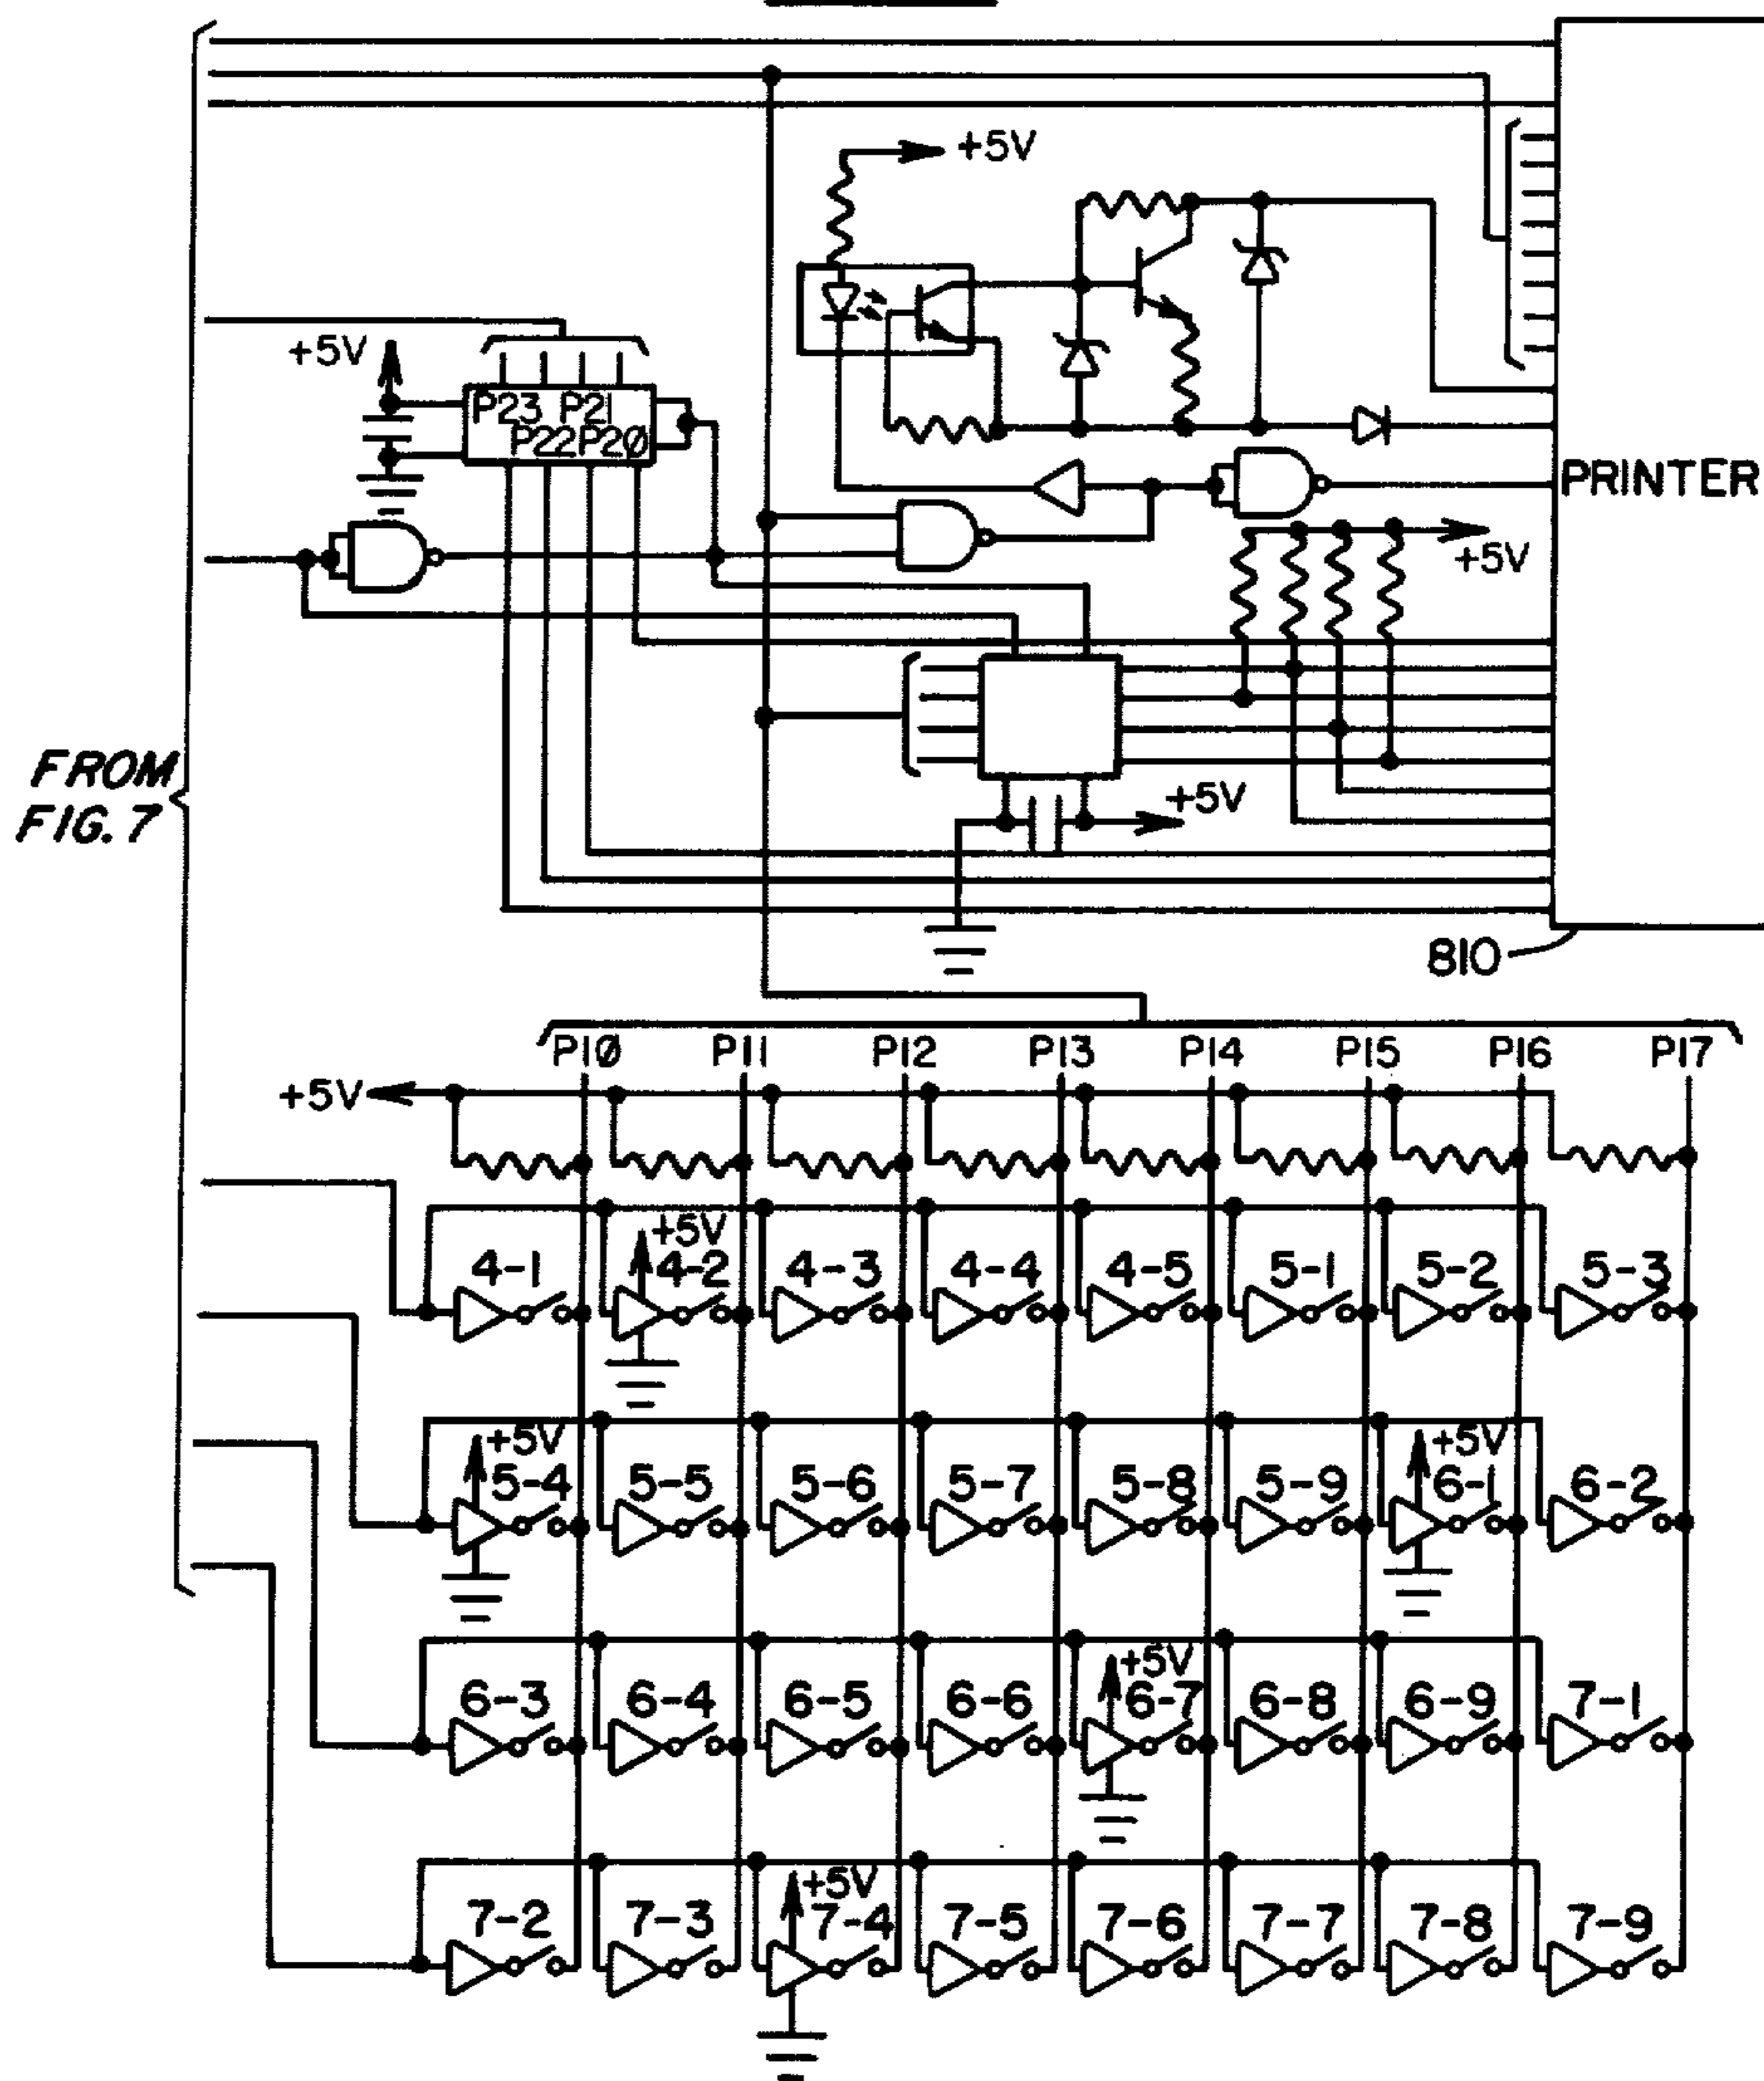 +5V
+5V
P23 P21
P22 P20
PRINTER
+5V
FROM
FIG. 7
+5V
810
P10 P11 P12 P13 P14 P15 P16 P17
+5V
+5V
4-1 4-2 4-3 4-4 4-5 5-1 5-2 5-3
+5V +5V
5-4 5-5 5-6 5-7 5-8 5-9 6-1 6-2
+5V
6-3 6-4 6-5 6-6 6-7 6-8 6-9 7-1
+5V
7-2 7-3 7-4 7-5 7-6 7-7 7-8 7-9